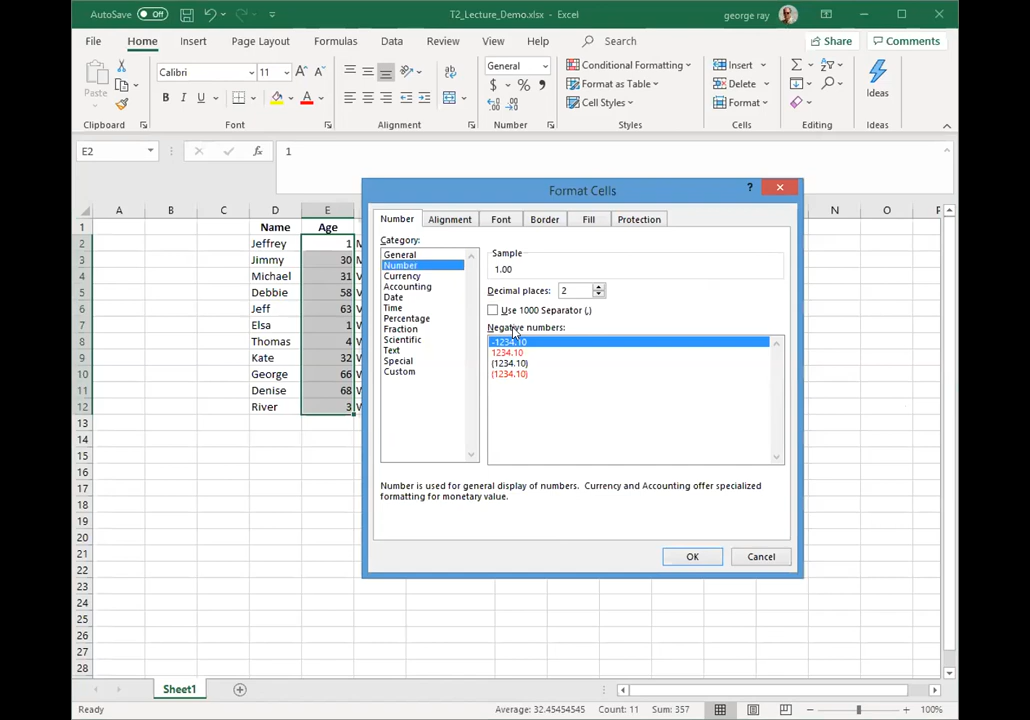 AutoSave Off T2_Lecture_Demo.xlsx - Excel george ray
File Home Insert Page Layout Formulas Data Review View Help Search Share Comments
Paste Calibri 11 A A General Conditional Formatting Insert
B I U A $ % , Format as Table Delete Ideas
Cell Styles Format
Clipboard Font Alignment Number Styles Cells Editing Ideas
E2 fx 1
Format Cells ? ×
Number Alignment Font Border Fill Protection
Category:
General
Number
Currency
Accounting
Date
Time
Percentage
Fraction
Scientific
Text
Special
Custom
Sample
1.00
Decimal places: 2
Use 1000 Separator (,)
Negative numbers:
-1234.10
1234.10
(1234.10)
(1234.10)
Number is used for general display of numbers. Currency and Accounting offer specialized
formatting for monetary value.
OK Cancel
A B C D E N O P
1 Name Age
2 Jeffrey 1 M
3 Jimmy 30 W
4 Michael 31 V
5 Debbie 58 V
6 Jeff 63 V
7 Elsa 1 W
8 Thomas 4 M
9 Kate 32 W
10 George 66 W
11 Denise 68 W
12 River 3 W
13
14
15
16
17
18
19
20
21
22
23
24
25
26
27
28
Sheet1
Ready Average: 32.45454545 Count: 11 Sum: 357 100%